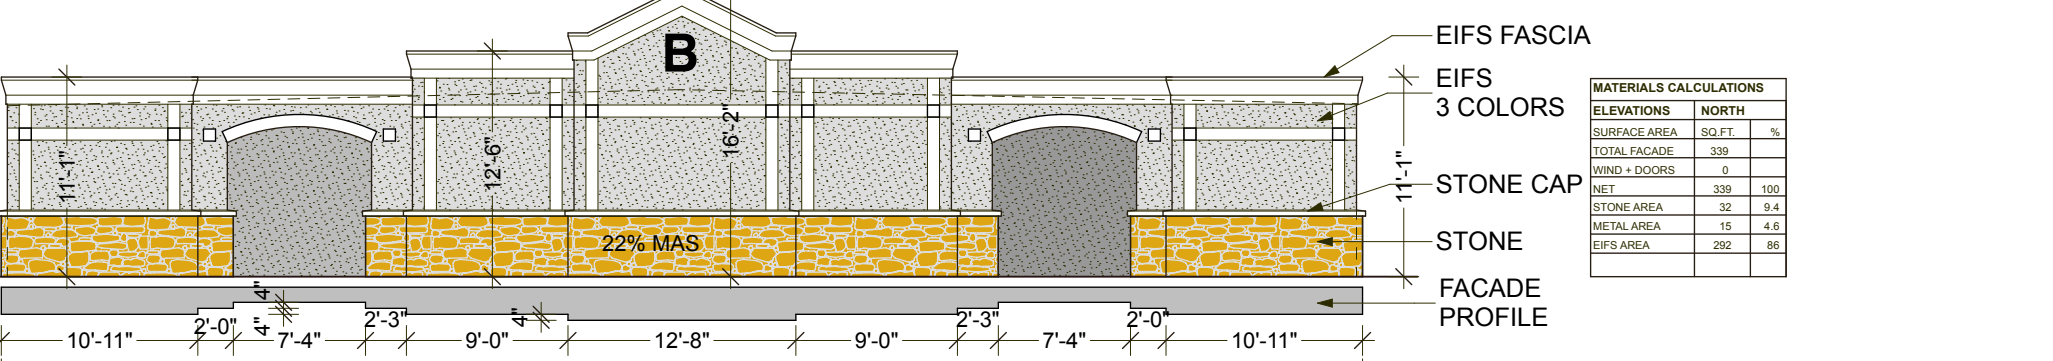 B
22% MAS
11'-1"
12'-6"
16'-2"
11'-1"
EIFS FASCIA
EIFS
3 COLORS
STONE CAP
STONE
FACADE
PROFILE
4"
4"
4"
10'-11" 2'-0" 7'-4" 2'-3" 9'-0" 12'-8" 9'-0" 2'-3" 7'-4" 2'-0" 10'-11"
MATERIALS CALCULATIONS
ELEVATIONS NORTH
SURFACE AREA SQ.FT. %
TOTAL FACADE 339
WIND + DOORS 0
NET 339 100
STONE AREA 32 9.4
METAL AREA 15 4.6
EIFS AREA 292 86